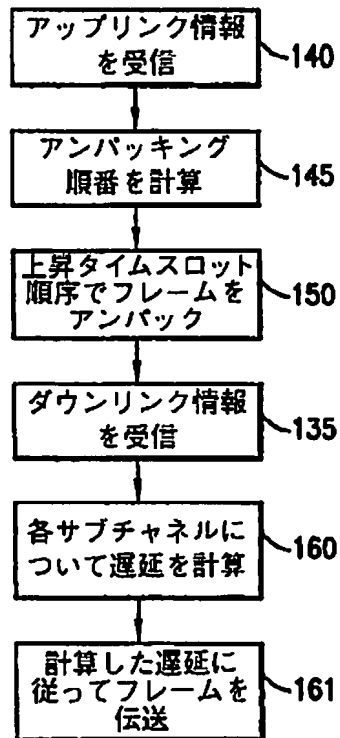 アップリンク情報
を受信
140
アンパッキング
順番を計算
145
上昇タイムスロット
順序でフレームを
アンパック
150
ダウンリンク情報
を受信
135
各サブチャネルに
ついて遅延を計算
160
計算した遅延に
従ってフレームを
伝送
161